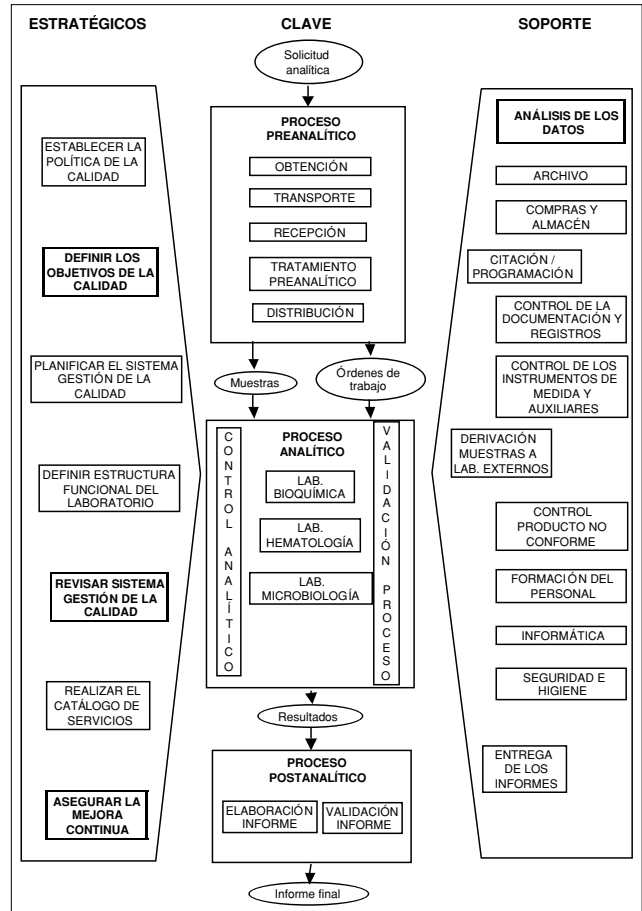 ESTRATÉGICOS
CLAVE
SOPORTE
ESTABLECER LA
POLÍTICA DE LA
CALIDAD
DEFINIR LOS
OBJETIVOS DE LA
CALIDAD
PLANIFICAR EL SISTEMA
GESTIÓN DE LA
CALIDAD
DEFINIR ESTRUCTURA
FUNCIONAL DEL
LABORATORIO
REVISAR SISTEMA
GESTIÓN DE LA
CALIDAD
REALIZAR EL
CATÁLOGO DE
SERVICIOS
ASEGURAR LA
MEJORA
CONTINUA
Solicitud
analítica
PROCESO
PREANALÍTICO
OBTENCIÓN
TRANSPORTE
RECEPCIÓN
TRATAMIENTO
PREANALÍTICO
DISTRIBUCIÓN
Muestras
Órdenes de
trabajo
CONTROL ANALÍTICO
PROCESO
ANALÍTICO
LAB.
BIOQUÍMICA
LAB.
HEMATOLOGÍA
LAB.
MICROBIOLOGÍA
VALIDACIÓN PROCESO
Resultados
PROCESO
POSTANALÍTICO
ELABORACIÓN
INFORME
VALIDACIÓN
INFORME
Informe final
ANÁLISIS DE LOS
DATOS
ARCHIVO
COMPRAS Y
ALMACÉN
CITACIÓN /
PROGRAMACIÓN
CONTROL DE LA
DOCUMENTACIÓN Y
REGISTROS
CONTROL DE LOS
INSTRUMENTOS DE
MEDIDA Y
AUXILIARES
DERIVACIÓN
MUESTRAS A
LAB. EXTERNOS
CONTROL
PRODUCTO NO
CONFORME
FORMACIÓN DEL
PERSONAL
INFORMÁTICA
SEGURIDAD E
HIGIENE
ENTREGA
DE LOS
INFORMES